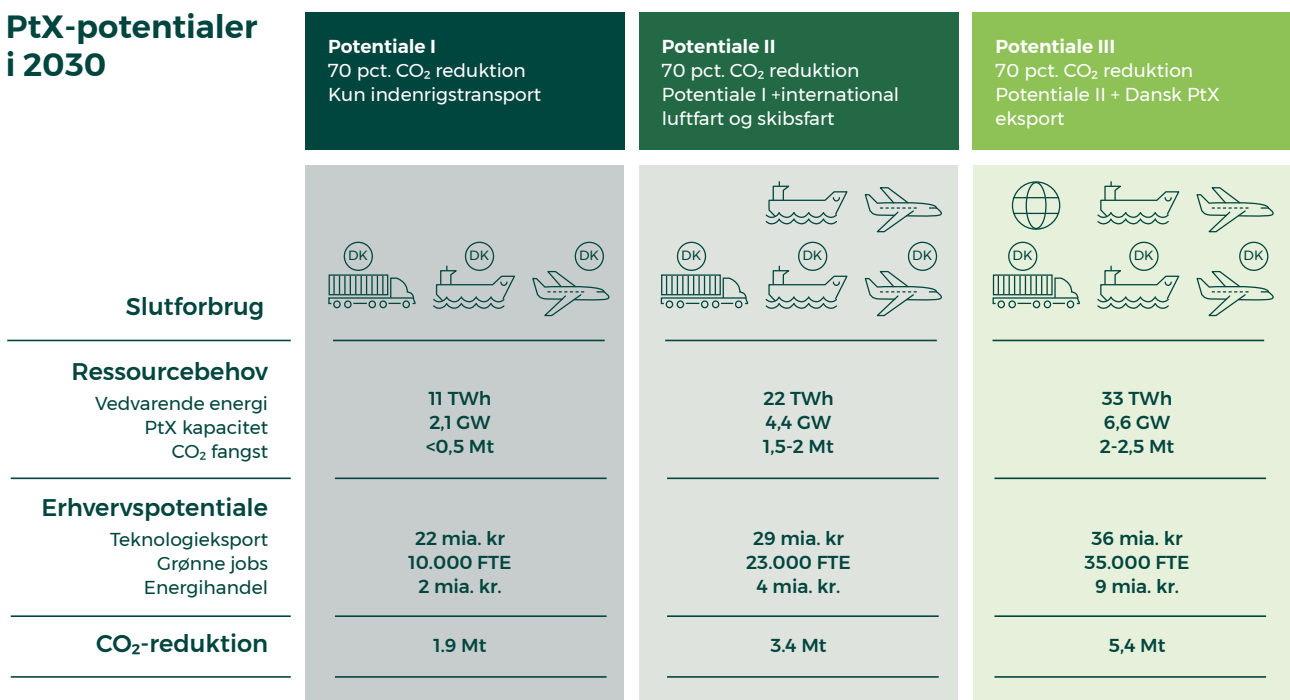 PtX-potentialer
i 2030
Potentiale I
70 pct. CO₂ reduktion
Kun indenrigstransport
Potentiale II
70 pct. CO₂ reduktion
Potentiale I +international
luftfart og skibsfart
Potentiale III
70 pct. CO₂ reduktion
Potentiale II + Dansk PtX
eksport
Slutforbrug
DK DK DK
DK DK DK
DK DK DK
Ressourcebehov
Vedvarende energi 11 TWh 22 TWh 33 TWh
PtX kapacitet 2,1 GW 4,4 GW 6,6 GW
CO₂ fangst <0,5 Mt 1,5-2 Mt 2-2,5 Mt
Erhvervspotentiale
Teknologieksport 22 mia. kr 29 mia. kr 36 mia. kr
Grønne jobs 10.000 FTE 23.000 FTE 35.000 FTE
Energihandel 2 mia. kr. 4 mia. kr. 9 mia. kr.
CO₂-reduktion 1.9 Mt 3.4 Mt 5,4 Mt